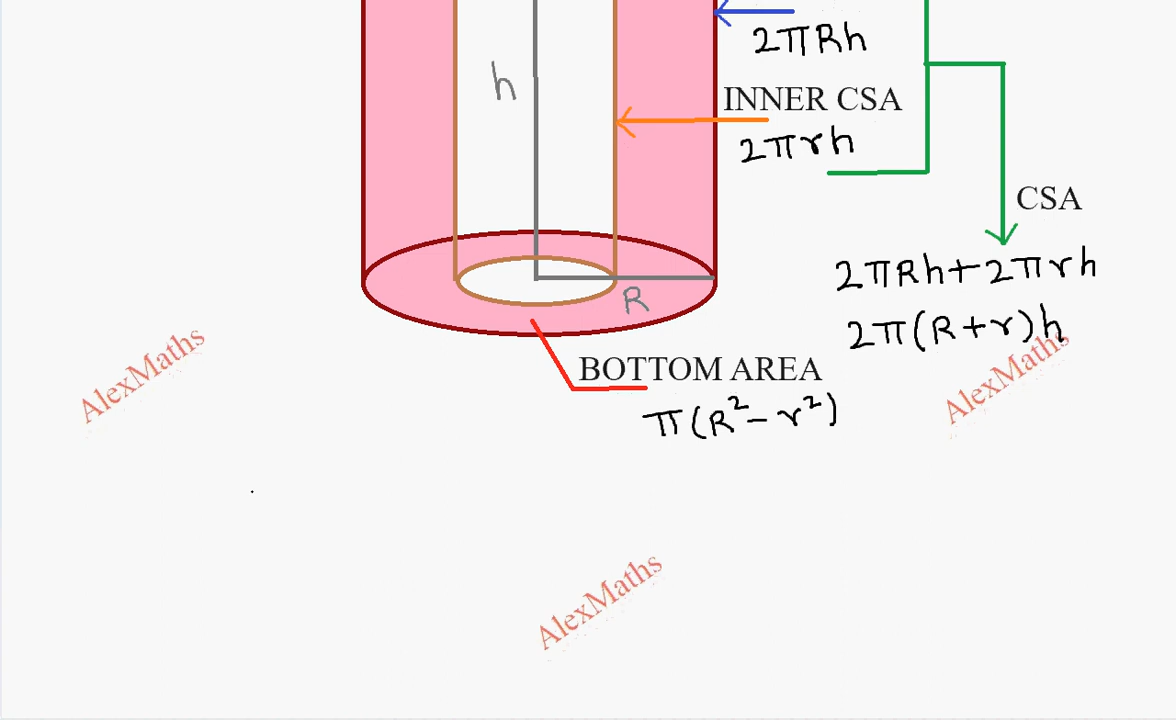 2πRh
h
INNER CSA
2πrh
CSA
2πRh+2πrh
R
2π(R+r)h
AlexMaths
AlexMaths
BOTTOM AREA
π(R²-r²)
AlexMaths